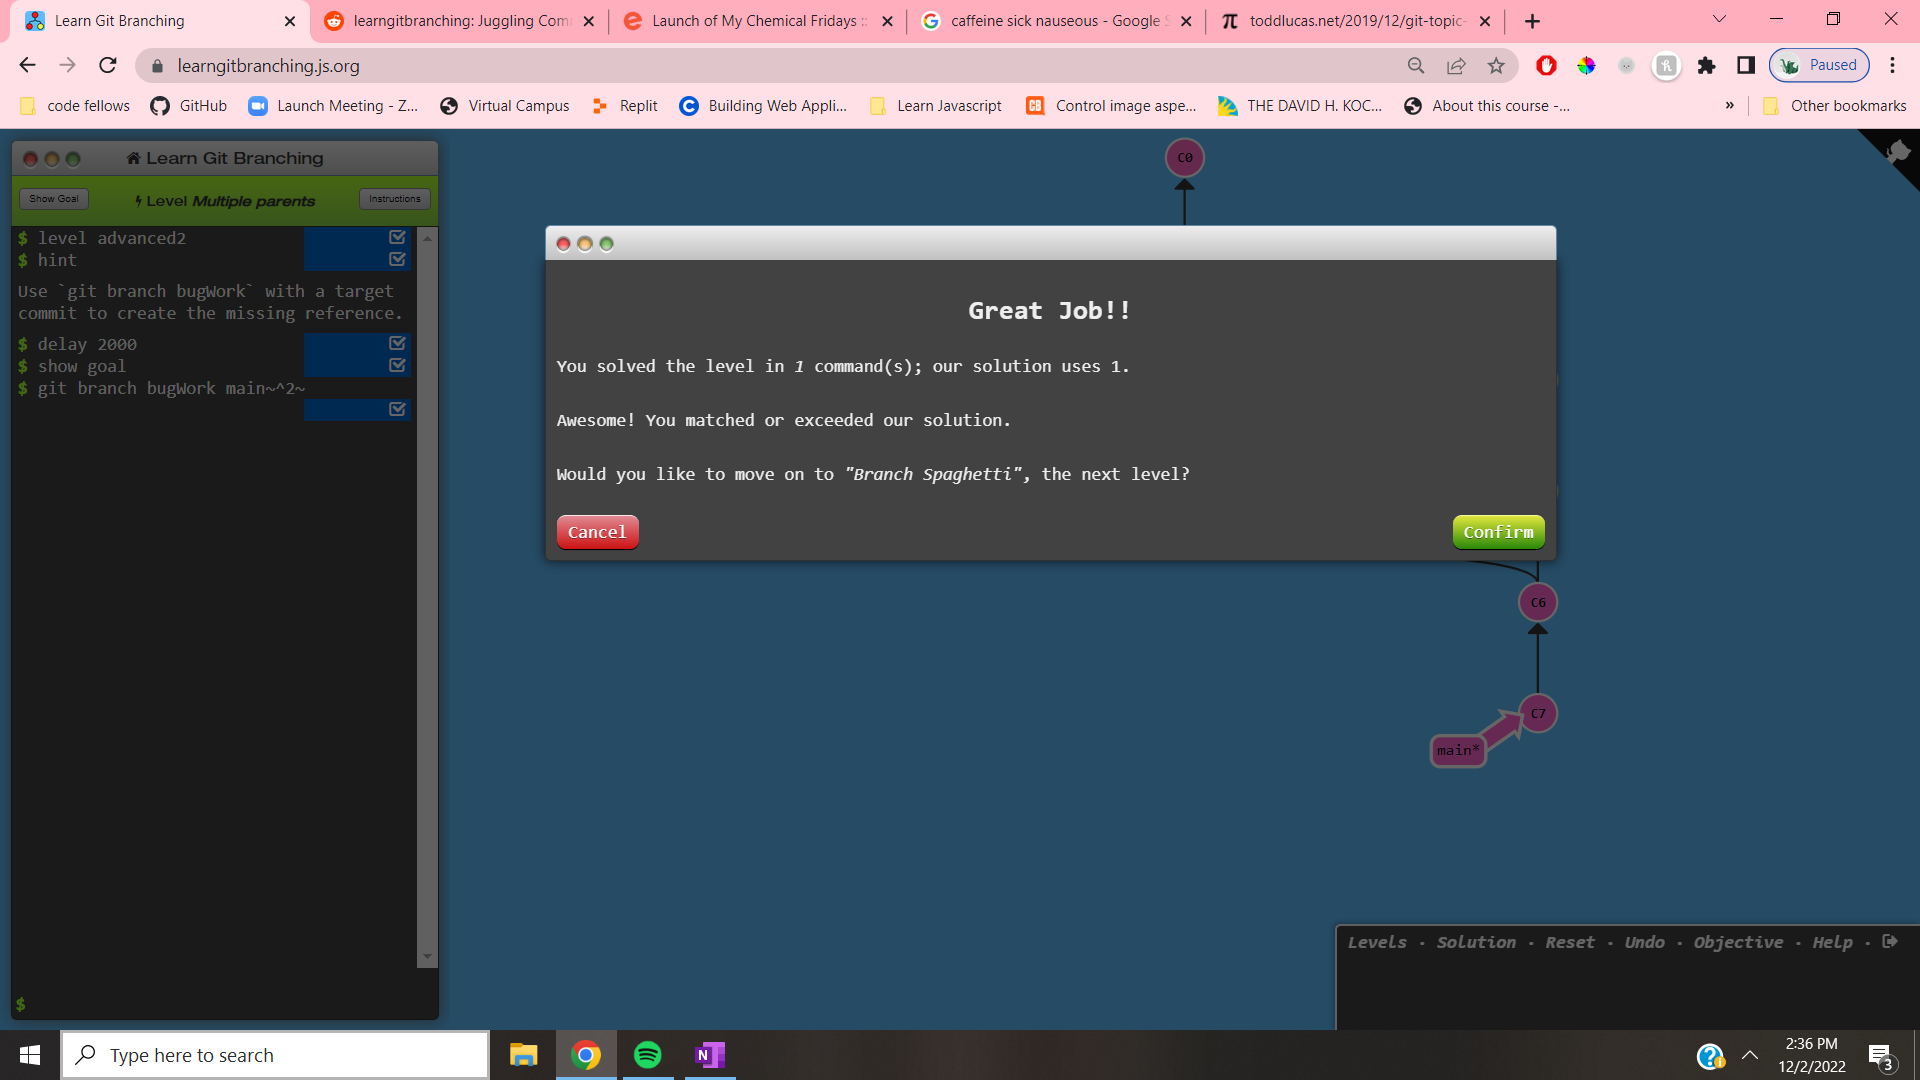 Learn Git Branching
learngitbranching: Juggling Com
Launch of My Chemical Fridays ::
caffeine sick nauseous - Google S
toddlucas.net/2019/12/git-topic-
learngitbranching.js.org
Paused
code fellows
GitHub
Launch Meeting - Z...
Virtual Campus
Replit
Building Web Appli...
Learn Javascript
Control image aspe...
THE DAVID H. KOC...
About this course -...
»
Other bookmarks
Learn Git Branching
Show Goal
Level Multiple parents
Instructions
$ level advanced2
$ hint
Use `git branch bugWork` with a target
commit to create the missing reference.
$ delay 2000
$ show goal
$ git branch bugWork main~^2~
$
C0
Great Job!!
You solved the level in 1 command(s); our solution uses 1.
Awesome! You matched or exceeded our solution.
Would you like to move on to "Branch Spaghetti", the next level?
Cancel
Confirm
C6
C7
main*
Levels · Solution · Reset · Undo · Objective · Help ·
Type here to search
2:36 PM
12/2/2022
3